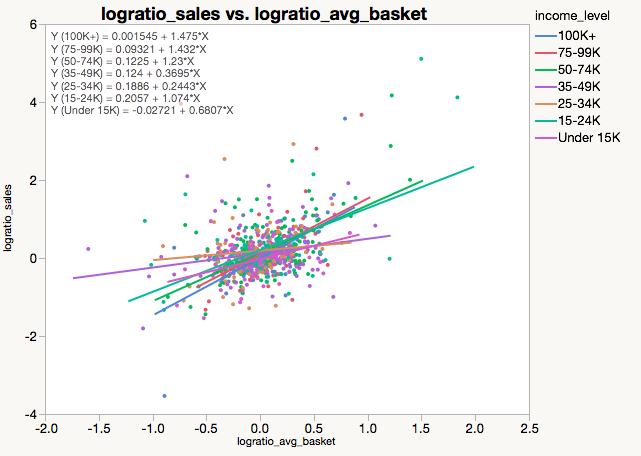 logratio_sales vs. logratio_avg_basket
income_level
100K+
75-99K
50-74K
35-49K
25-34K
15-24K
Under 15K
Y (100K+) = 0.001545 + 1.475*X
Y (75-99K) = 0.09321 + 1.432*X
Y (50-74K) = 0.1225 + 1.23*X
Y (35-49K) = 0.124 + 0.3695*X
Y (25-34K) = 0.1886 + 0.2443*X
Y (15-24K) = 0.2057 + 1.074*X
Y (Under 15K) = -0.02721 + 0.6807*X
logratio_sales
6
4
2
0
-2
-4
-2.0 -1.5 -1.0 -0.5 0.0 0.5 1.0 1.5 2.0 2.5
logratio_avg_basket